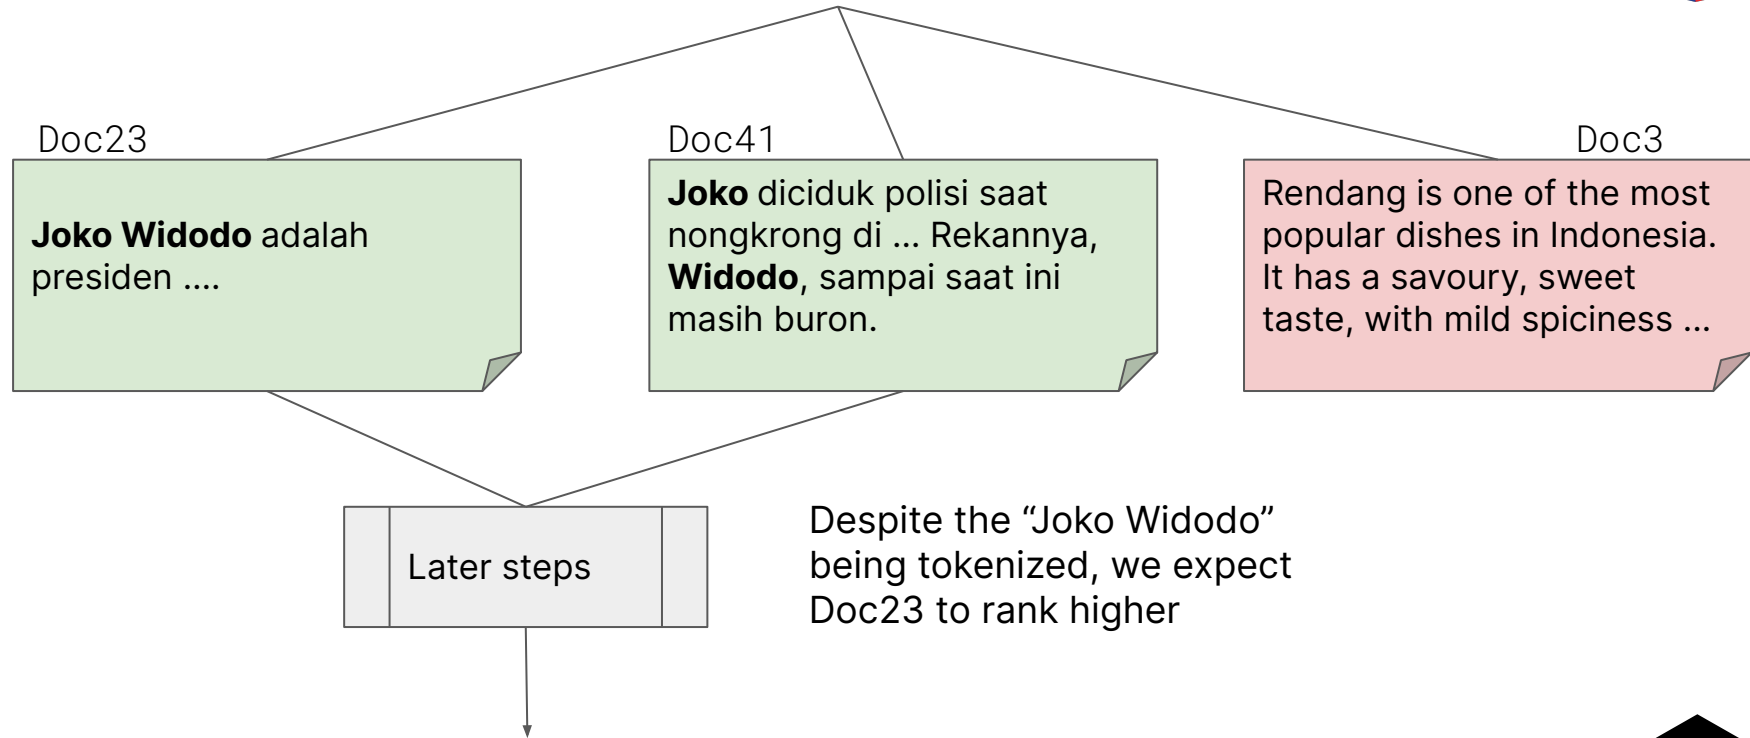 Doc23
Joko Widodo adalah
presiden ....
Doc41
Joko diciduk polisi saat
nongkrong di ... Rekannya,
Widodo, sampai saat ini
masih buron.
Doc3
Rendang is one of the most
popular dishes in Indonesia.
It has a savoury, sweet
taste, with mild spiciness ...
Later steps
Despite the “Joko Widodo”
being tokenized, we expect
Doc23 to rank higher